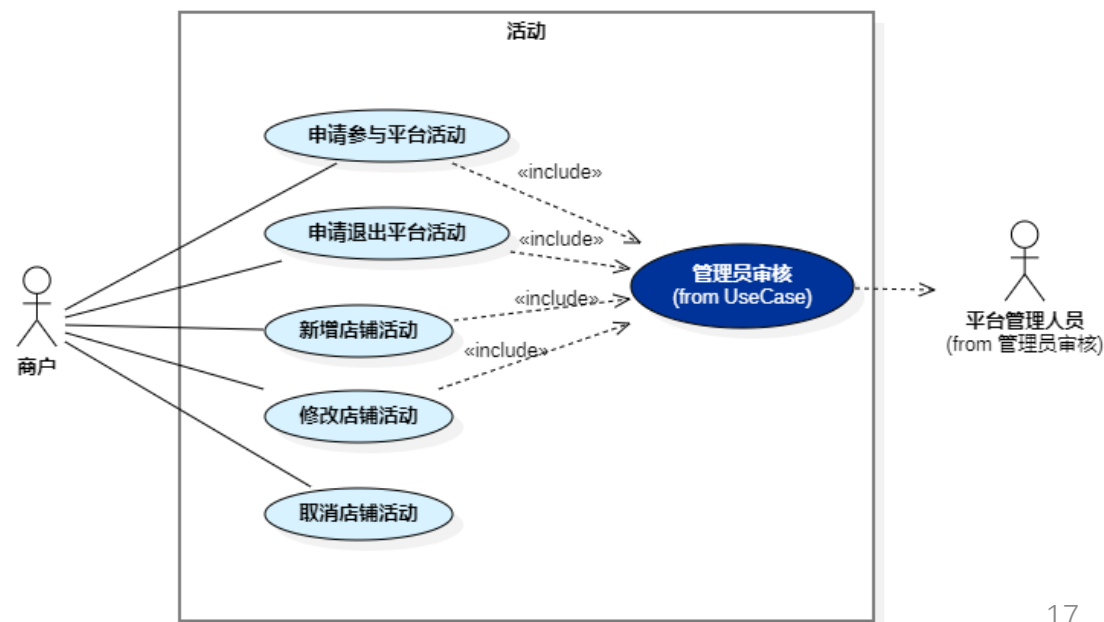 活动
申请参与平台活动
«include»
申请退出平台活动
«include»
管理员审核
(from UseCase)
«include»
新增店铺活动
«include»
修改店铺活动
取消店铺活动
商户
平台管理人员
(from 管理员审核)
17